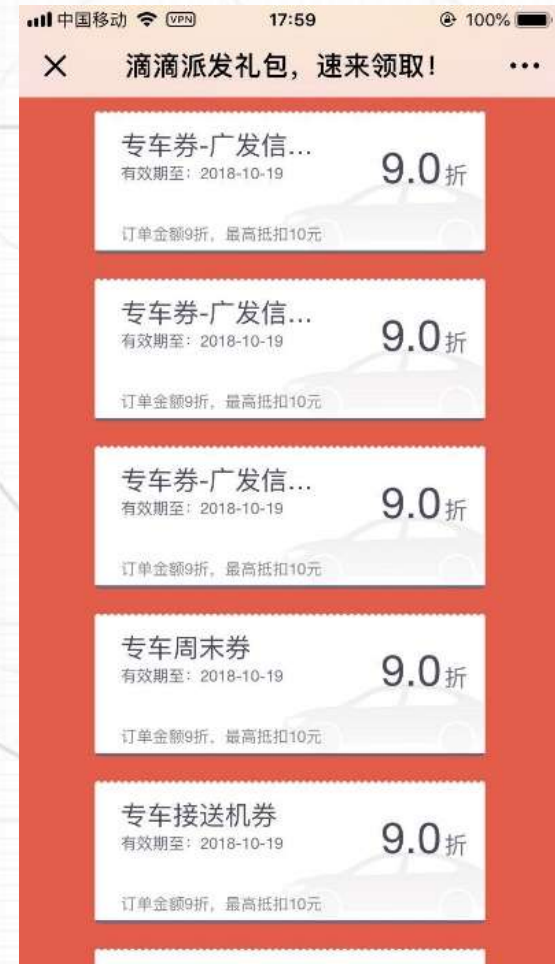 中国移动 VPN 17:59 100%
滴滴派发礼包，速来领取！
专车券-广发信...
有效期至：2018-10-19
9.0折
订单金额9折，最高抵扣10元
专车券-广发信...
有效期至：2018-10-19
9.0折
订单金额9折，最高抵扣10元
专车券-广发信...
有效期至：2018-10-19
9.0折
订单金额9折，最高抵扣10元
专车周末券
有效期至：2018-10-19
9.0折
订单金额9折，最高抵扣10元
专车接送机券
有效期至：2018-10-19
9.0折
订单金额9折，最高抵扣10元